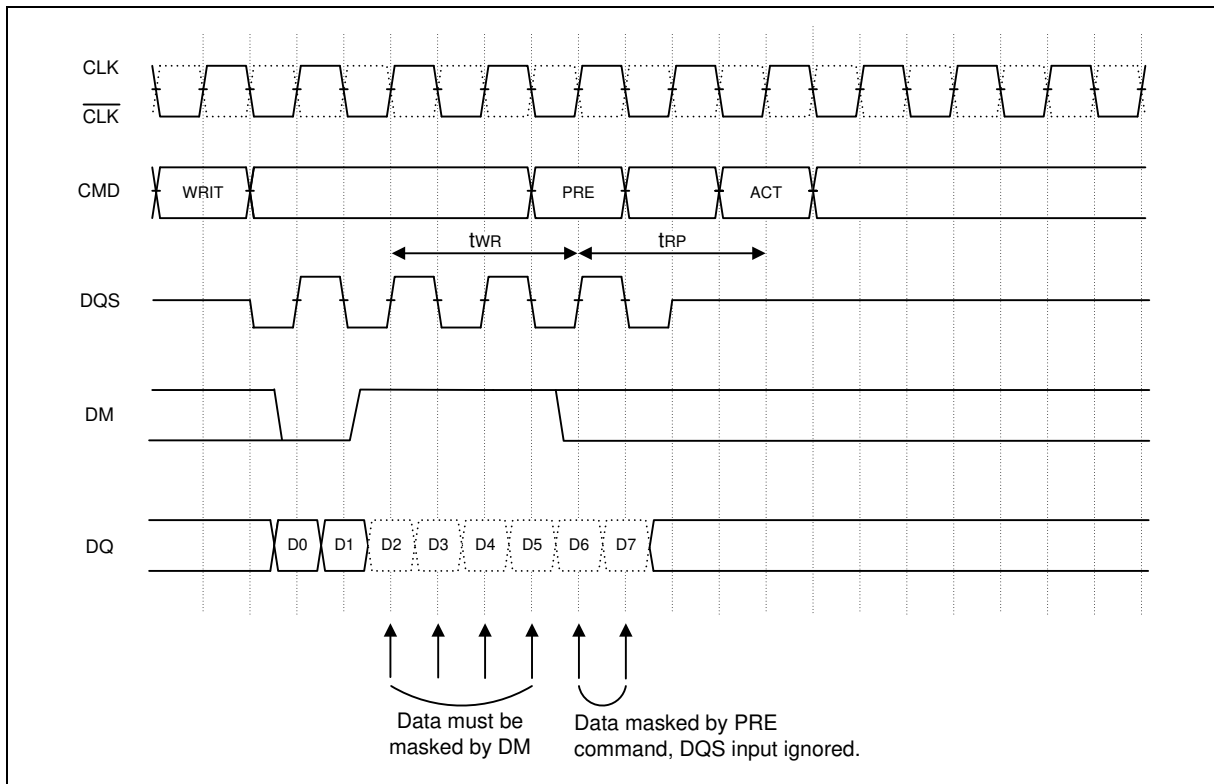 CLK
CLK
CMD
WRIT
PRE
ACT
tWR
tRP
DQS
DM
DQ
D0
D1
D2
D3
D4
D5
D6
D7
Data must be
masked by DM
Data masked by PRE
command, DQS input ignored.